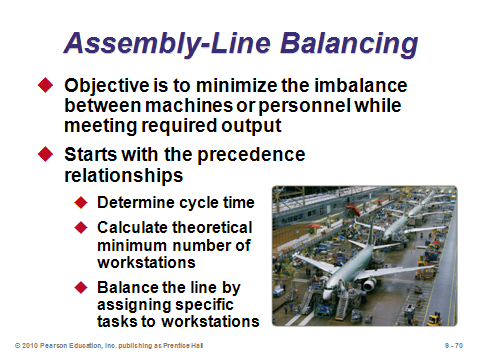 Assembly-Line Balancing
Objective is to minimize the imbalance
between machines or personnel while
meeting required output
Starts with the precedence
relationships
Determine cycle time
Calculate theoretical
minimum number of
workstations
Balance the line by
assigning specific
tasks to workstations
© 2010 Pearson Education, Inc. publishing as Prentice Hall
9 - 70